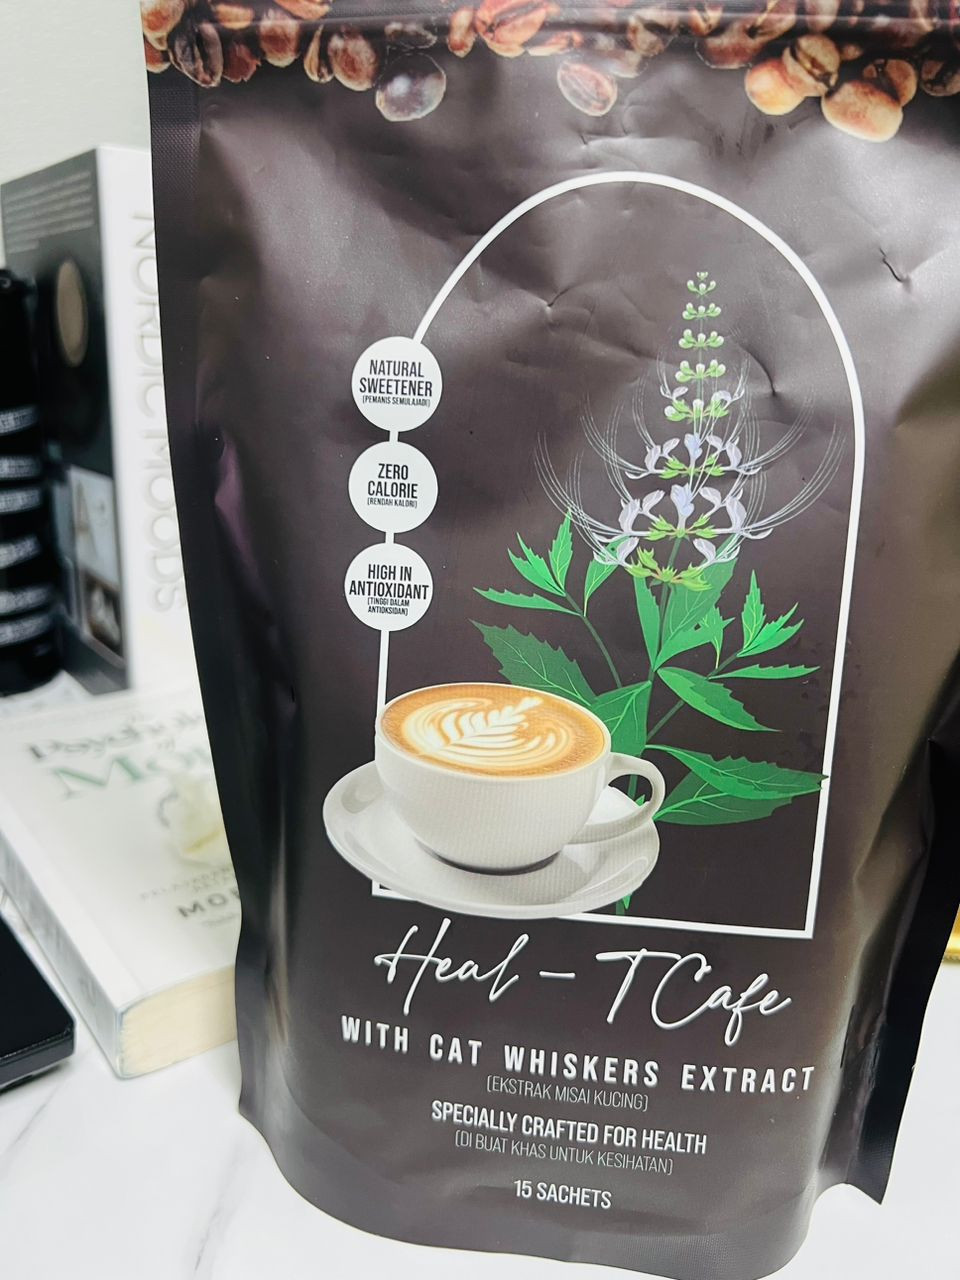 NATURAL
SWEETENER
(PEMANIS SEMULAJADI)
ZERO
CALORIE
(RENDAH KALORI)
HIGH IN
ANTIOXIDANT
(TINGGI DALAM
ANTIOKSIDAN)
Heal - TCafe
WITH CAT WHISKERS EXTRACT
(EKSTRAK MISAI KUCING)
SPECIALLY CRAFTED FOR HEALTH
(DI BUAT KHAS UNTUK KESIHATAN)
15 SACHETS
NORDIC MOODS